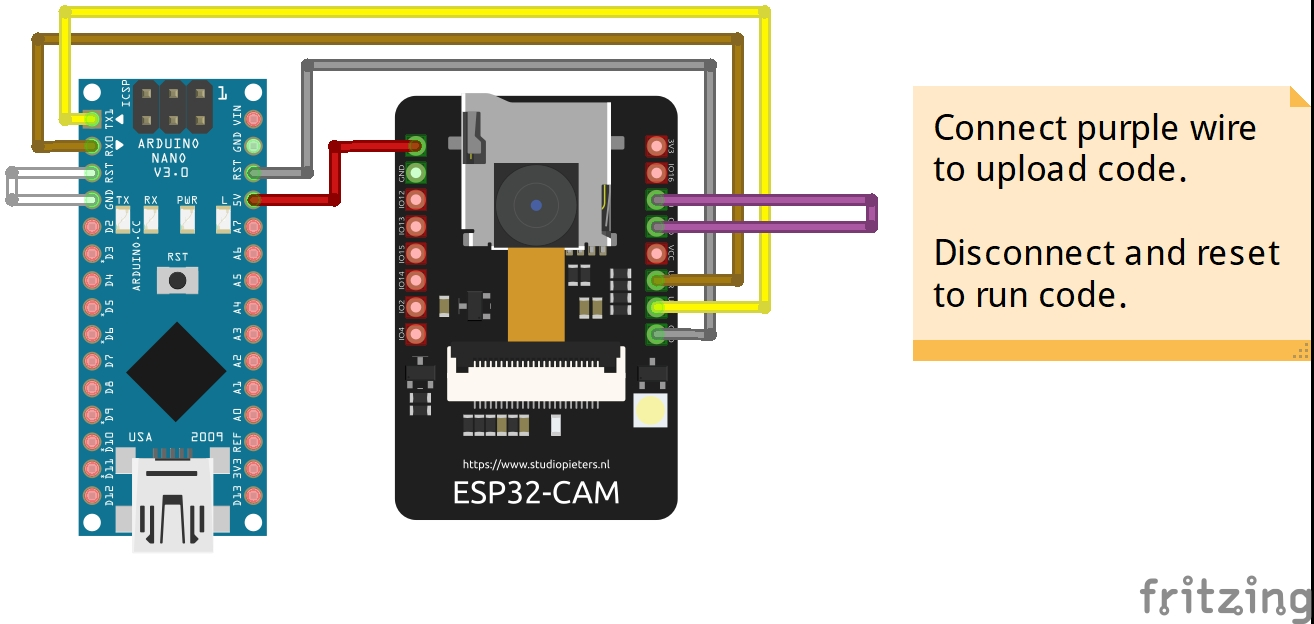 ICSP
1
TX1
RX0
RST
GND
D2
D3
D4
D5
D6
D7
D8
D9
D10
D11
D12
ARDUINO
NANO
V3.0
TX RX PWR L
ARDUINO.CC
RST
USA 2009
VIN
GND
RST
5V
A7
A6
A5
A4
A3
A2
A1
A0
REF
3V3
D13
GND
IO12
IO13
IO15
IO14
IO2
IO4
3V3
IO16
VCC
https://www.studiopieters.nl
ESP32-CAM
Connect purple wire
to upload code.
Disconnect and reset
to run code.
fritzing